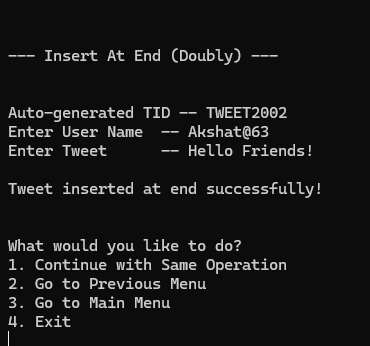 --- Insert At End (Doubly) ---
Auto-generated TID -- TWEET2002
Enter User Name  -- Akshat@63
Enter Tweet      -- Hello Friends!
Tweet inserted at end successfully!
What would you like to do?
1. Continue with Same Operation
2. Go to Previous Menu
3. Go to Main Menu
4. Exit